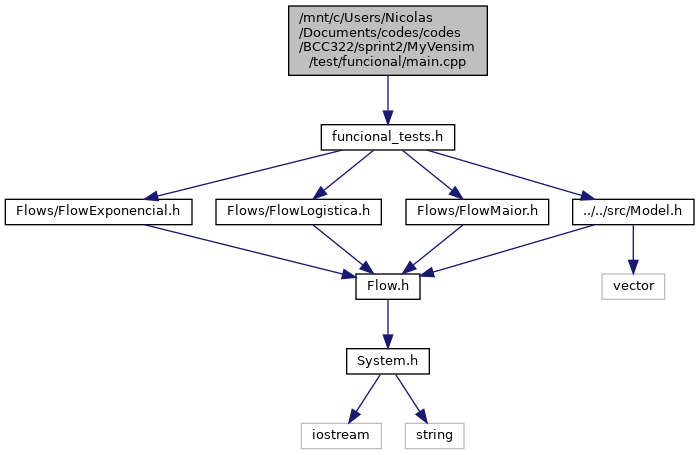 /mnt/c/Users/Nicolas
/Documents/codes/codes
/BCC322/sprint2/MyVensim
/test/funcional/main.cpp
funcional_tests.h
Flows/FlowExponencial.h
Flows/FlowLogistica.h
Flows/FlowMaior.h
../../src/Model.h
Flow.h
vector
System.h
iostream
string